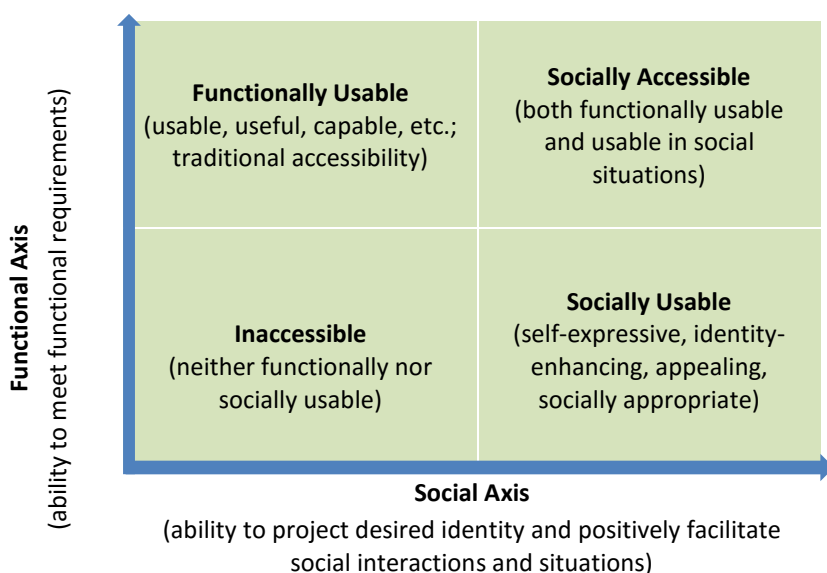 Functionally Usable
(usable, useful, capable, etc.;
traditional accessibility)
Socially Accessible
(both functionally usable
and usable in social
situations)
Inaccessible
(neither functionally nor
socially usable)
Socially Usable
(self-expressive, identity-
enhancing, appealing,
socially appropriate)
Functional Axis
(ability to meet functional requirements)
Social Axis
(ability to project desired identity and positively facilitate
social interactions and situations)